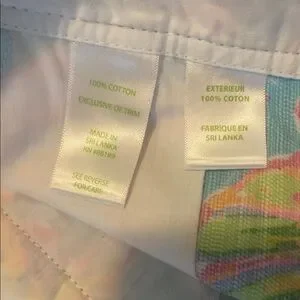 100% COTTON
EXCLUSIVE OF TRIM
MADE IN
SRI LANKA
SEE REVERSE
FOR CARE
EXTERIEUR
100% COTON
FABRIQUE EN
SRI LANKA